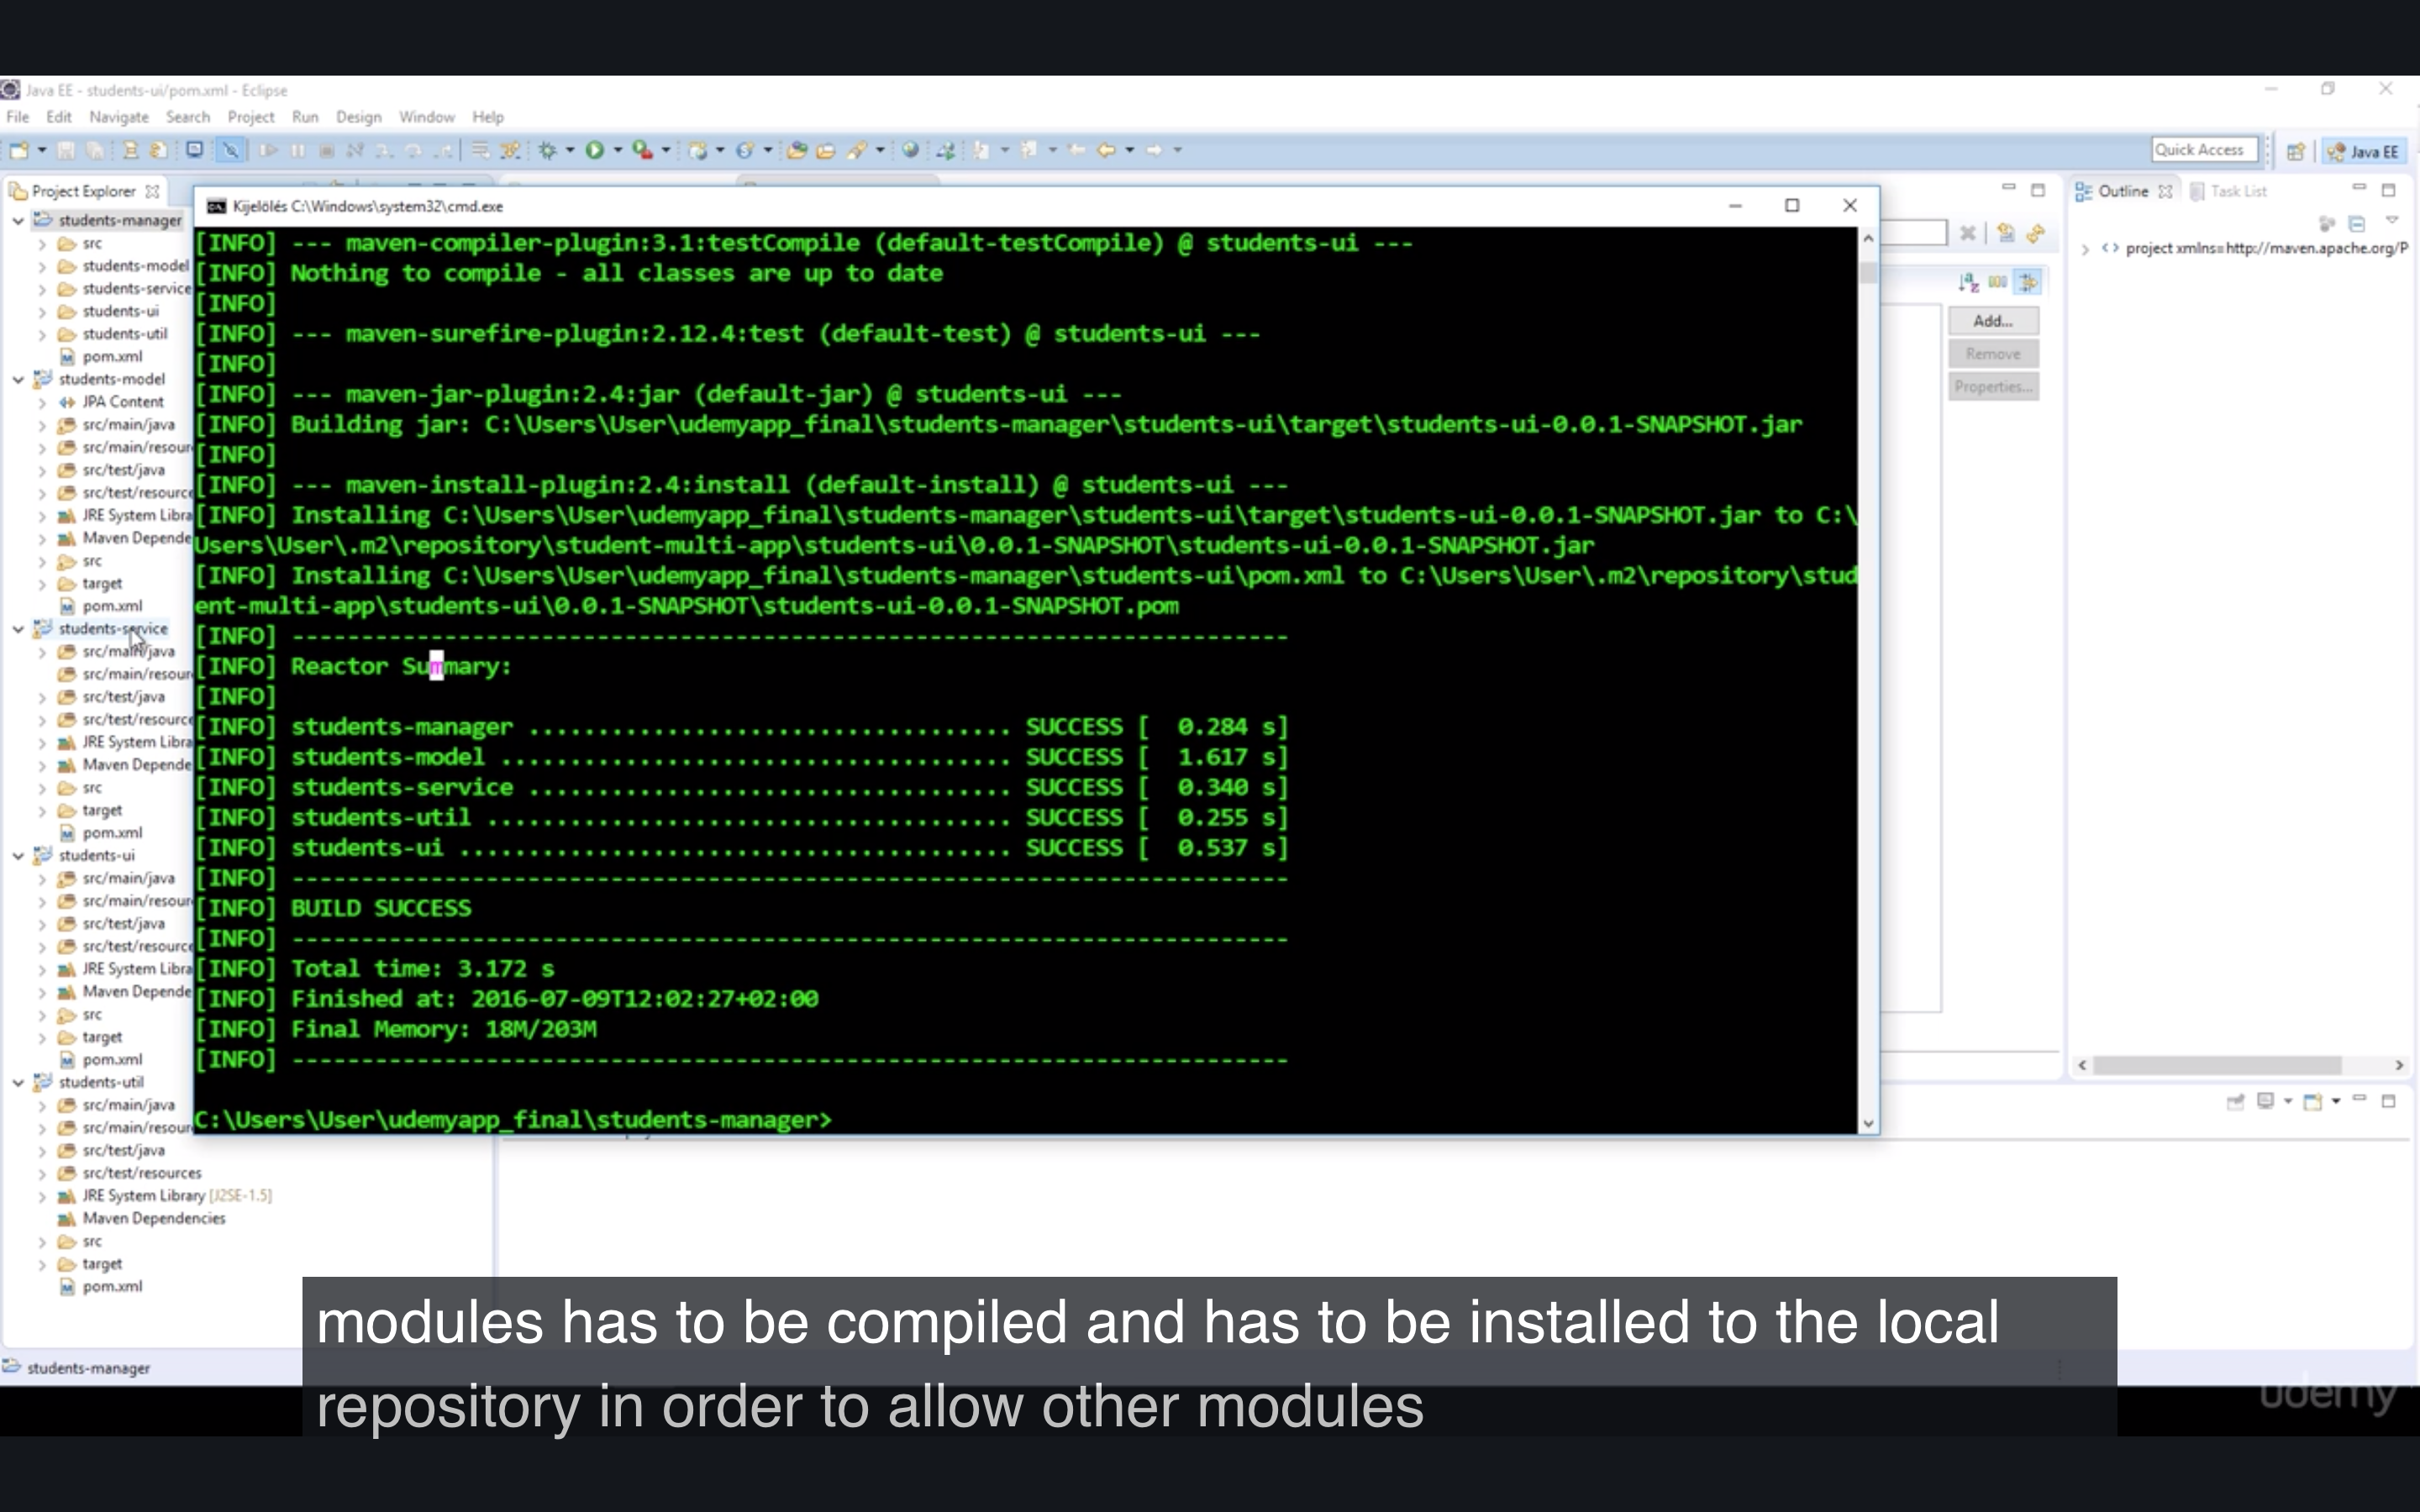 Java EE - students-ui/pom.xml - Eclipse
File Edit Navigate Search Project Run Design Window Help
Quick Access
Java EE
Project Explorer
students-manager
src
students-model
students-service
students-ui
students-util
pom.xml
students-model
JPA Content
src/main/java
src/main/resour
src/test/java
src/test/resource
JRE System Libra
Maven Depende
src
target
pom.xml
students-service
src/main/java
src/main/resour
src/test/java
src/test/resource
JRE System Libra
Maven Depende
src
target
pom.xml
students-ui
src/main/java
src/main/resour
src/test/java
src/test/resource
JRE System Libra
Maven Depende
src
target
pom.xml
students-util
src/main/java
src/main/resour
src/test/java
src/test/resources
JRE System Library [J2SE-1.5]
Maven Dependencies
src
target
pom.xml
Kijelölés C:\Windows\system32\cmd.exe
[INFO] --- maven-compiler-plugin:3.1:testCompile (default-testCompile) @ students-ui ---
[INFO] Nothing to compile - all classes are up to date
[INFO]
[INFO] --- maven-surefire-plugin:2.12.4:test (default-test) @ students-ui ---
[INFO]
[INFO] --- maven-jar-plugin:2.4:jar (default-jar) @ students-ui ---
[INFO] Building jar: C:\Users\User\udemyapp_final\students-manager\students-ui\target\students-ui-0.0.1-SNAPSHOT.jar
[INFO]
[INFO] --- maven-install-plugin:2.4:install (default-install) @ students-ui ---
[INFO] Installing C:\Users\User\udemyapp_final\students-manager\students-ui\target\students-ui-0.0.1-SNAPSHOT.jar to C:\
Users\User\.m2\repository\student-multi-app\students-ui\0.0.1-SNAPSHOT\students-ui-0.0.1-SNAPSHOT.jar
[INFO] Installing C:\Users\User\udemyapp_final\students-manager\students-ui\pom.xml to C:\Users\User\.m2\repository\stud
ent-multi-app\students-ui\0.0.1-SNAPSHOT\students-ui-0.0.1-SNAPSHOT.pom
[INFO] ------------------------------------------------------------------------
[INFO] Reactor Summary:
[INFO]
[INFO] students-manager ................................... SUCCESS [  0.284 s]
[INFO] students-model ..................................... SUCCESS [  1.617 s]
[INFO] students-service ................................... SUCCESS [  0.340 s]
[INFO] students-util ...................................... SUCCESS [  0.255 s]
[INFO] students-ui ........................................ SUCCESS [  0.537 s]
[INFO] ------------------------------------------------------------------------
[INFO] BUILD SUCCESS
[INFO] ------------------------------------------------------------------------
[INFO] Total time: 3.172 s
[INFO] Finished at: 2016-07-09T12:02:27+02:00
[INFO] Final Memory: 18M/203M
[INFO] ------------------------------------------------------------------------
C:\Users\User\udemyapp_final\students-manager>
Add...
Remove
Properties...
Outline
Task List
project xmlns=http://maven.apache.org/P
students-manager
modules has to be compiled and has to be installed to the local
repository in order to allow other modules
udemy